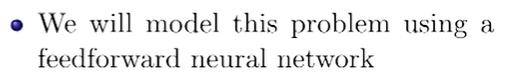 We will model this problem using a
feedforward neural network